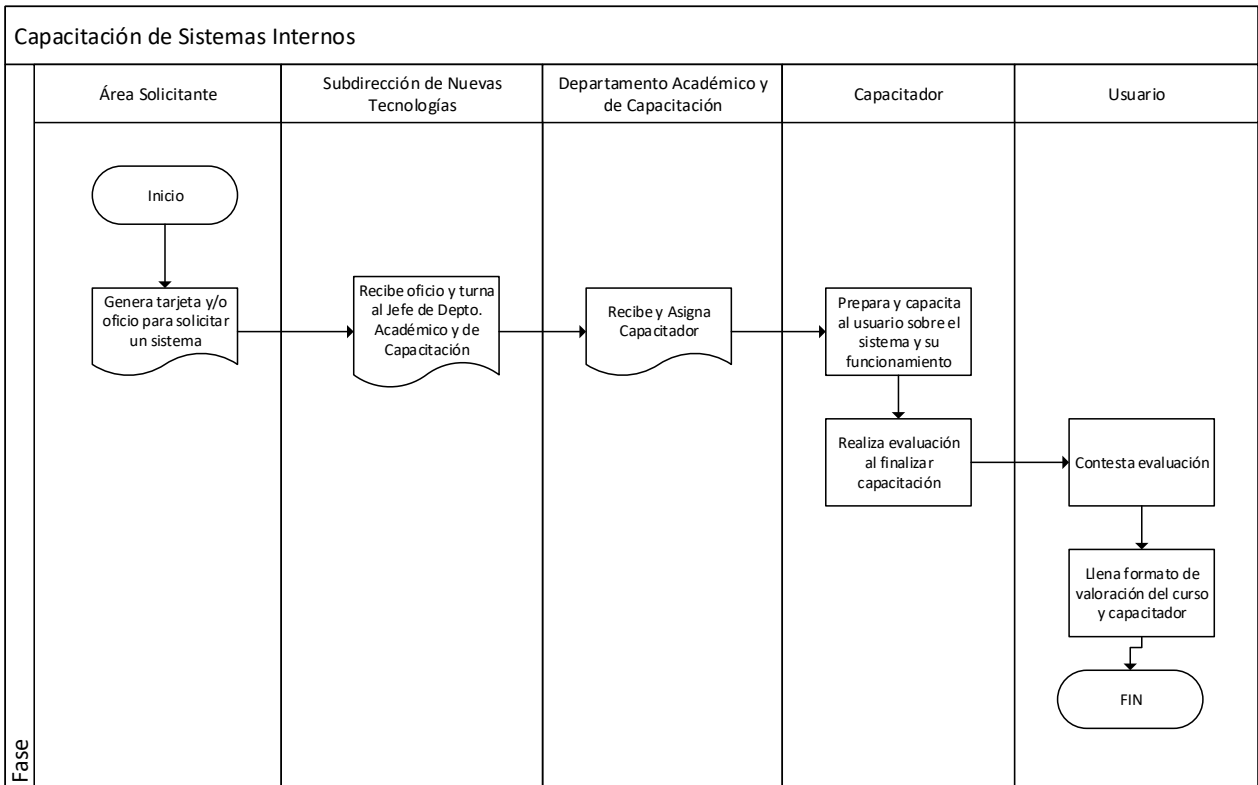 Capacitación de Sistemas Internos
Área Solicitante
Subdirección de Nuevas
Tecnologías
Departamento Académico y
de Capacitación
Capacitador
Usuario
Inicio
Genera tarjeta y/o
oficio para solicitar
un sistema
Recibe oficio y turna
al Jefe de Depto.
Académico y de
Capacitación
Recibe y Asigna
Capacitador
Prepara y capacita
al usuario sobre el
sistema y su
funcionamiento
Realiza evaluación
al finalizar
capacitación
Contesta evaluación
Llena formato de
valoración del curso
y capacitador
FIN
Fase